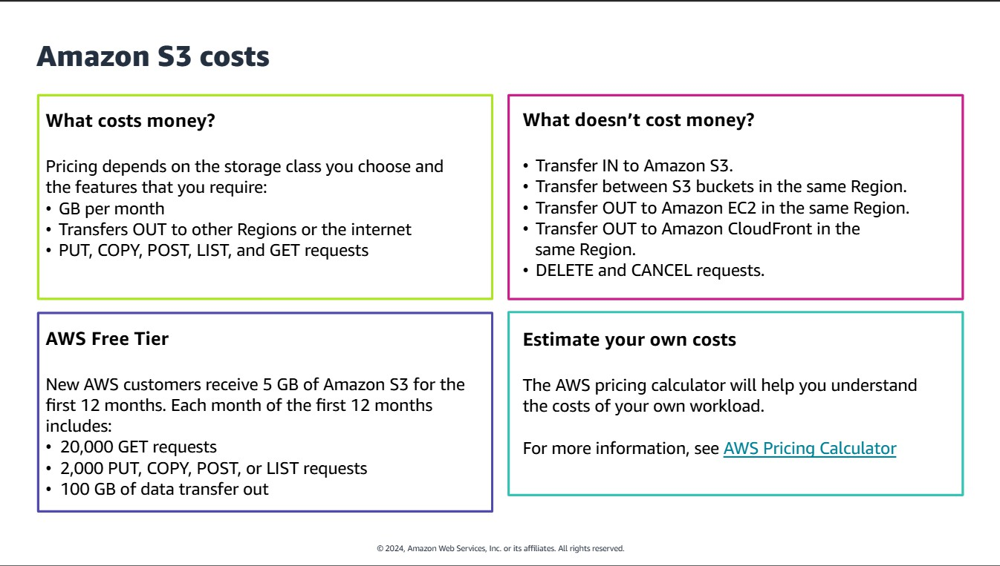 Amazon S3 costs
What costs money?
Pricing depends on the storage class you choose and
the features that you require:
• GB per month
• Transfers OUT to other Regions or the internet
• PUT, COPY, POST, LIST, and GET requests
What doesn’t cost money?
• Transfer IN to Amazon S3.
• Transfer between S3 buckets in the same Region.
• Transfer OUT to Amazon EC2 in the same Region.
• Transfer OUT to Amazon CloudFront in the
same Region.
• DELETE and CANCEL requests.
AWS Free Tier
New AWS customers receive 5 GB of Amazon S3 for the
first 12 months. Each month of the first 12 months
includes:
• 20,000 GET requests
• 2,000 PUT, COPY, POST, or LIST requests
• 100 GB of data transfer out
Estimate your own costs
The AWS pricing calculator will help you understand
the costs of your own workload.
For more information, see AWS Pricing Calculator
© 2024, Amazon Web Services, Inc. or its affiliates. All rights reserved.